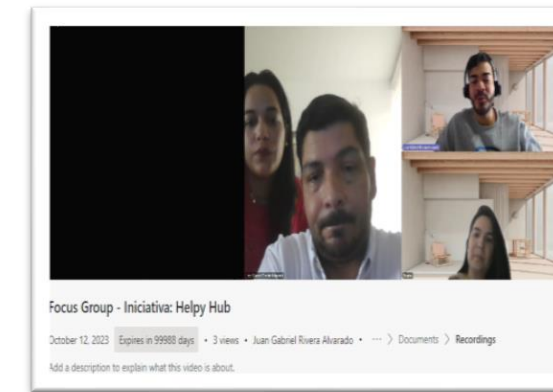 Focus Group - Iniciativa: Helpy Hub
October 12, 2023 Expires in 99988 days • 3 views • Juan Gabriel Rivera Alvarado • ··· > Documents > Recordings
Add a description to explain what this video is about.